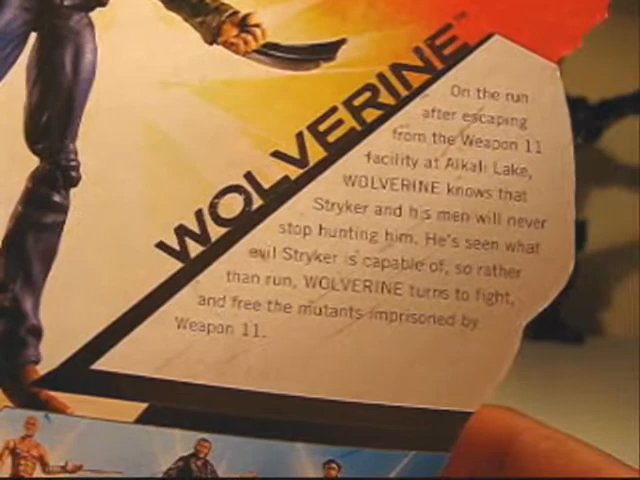 WOLVERINE™
On the run
after escaping
from the Weapon 11
facility at Alkali Lake,
WOLVERINE knows that
Stryker and his men will never
stop hunting him. He's seen what
evil Stryker is capable of, so rather
than run, WOLVERINE turns to fight,
and free the mutants imprisoned by
Weapon 11.